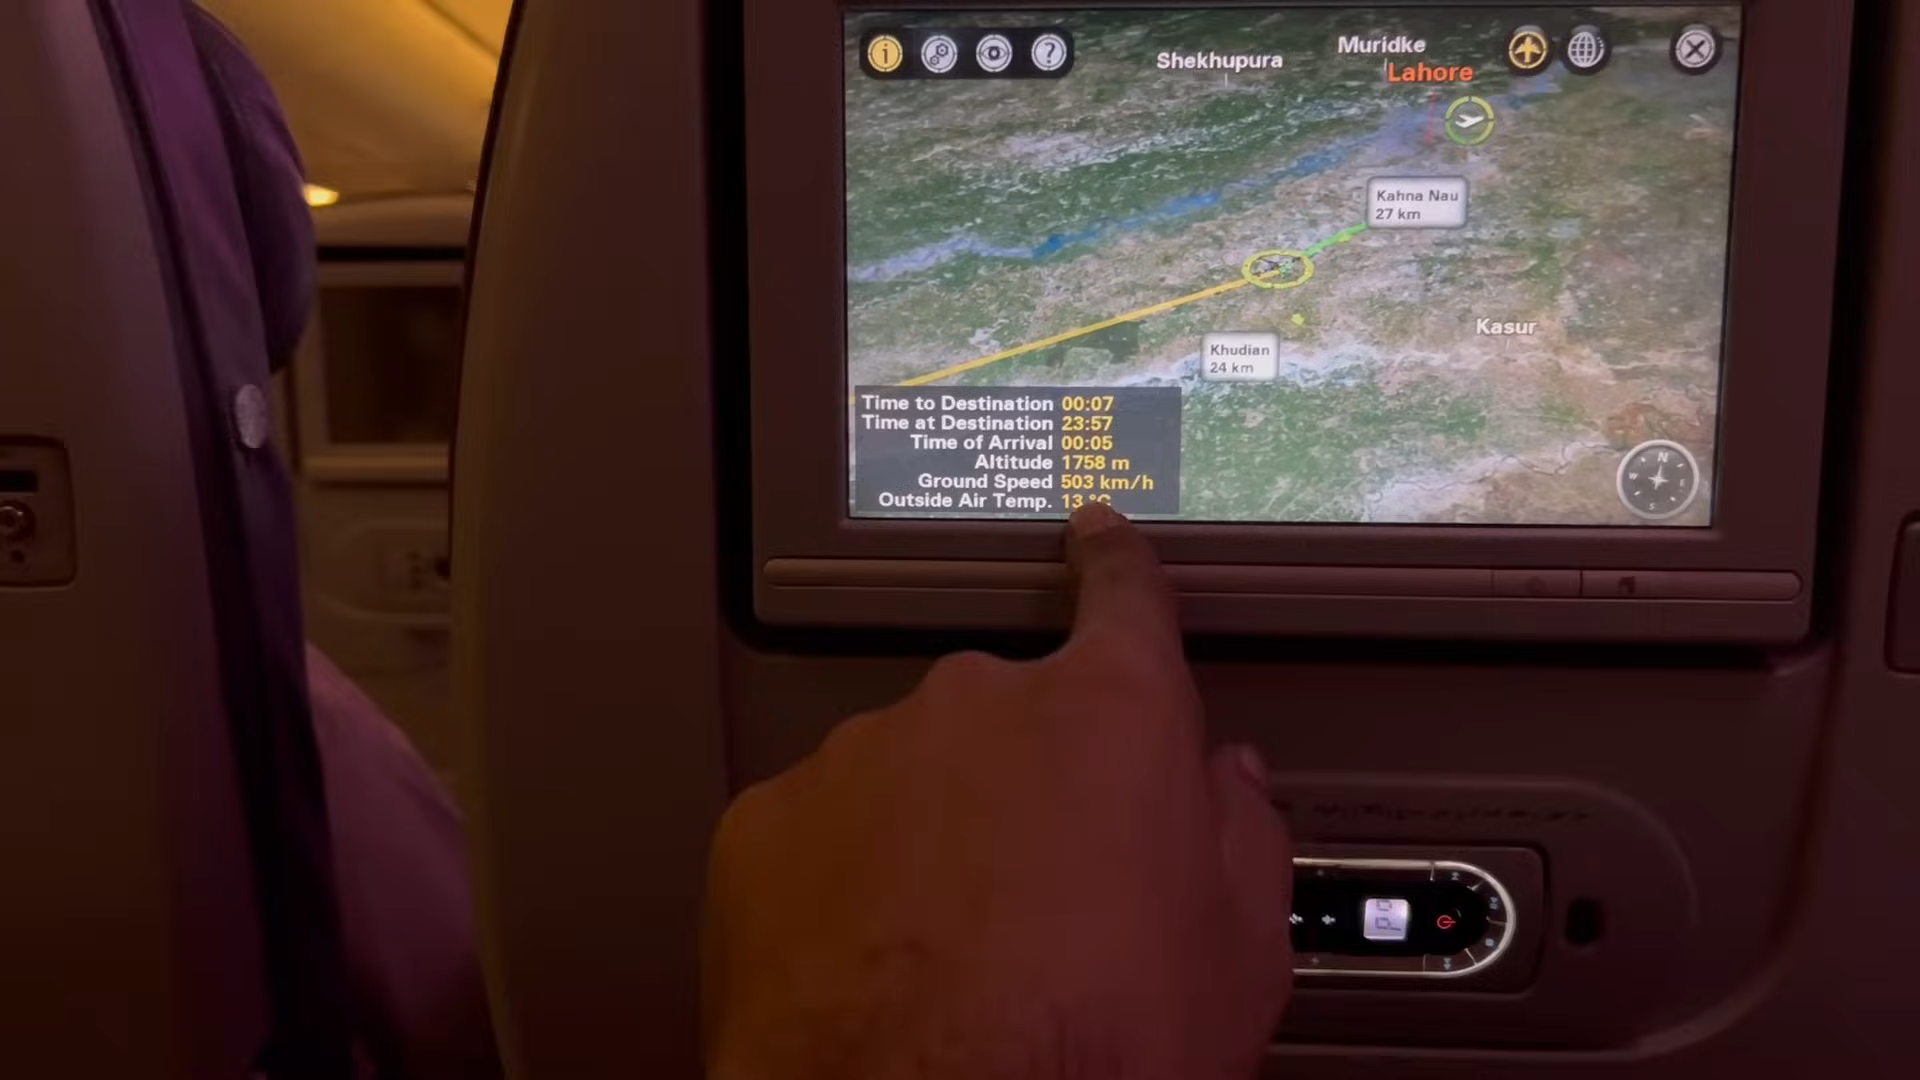 Shekhupura
Muridke
Lahore
Kahna Nau
27 km
Kasur
Khudian
24 km
Time to Destination 00:07
Time at Destination 23:57
Time of Arrival 00:05
Altitude 1758 m
Ground Speed 503 km/h
Outside Air Temp. 13 °C
N
S